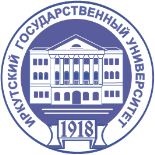 ИРКУТСКИЙ ГОСУДАРСТВЕННЫЙ УНИВЕРСИТЕТ
1918